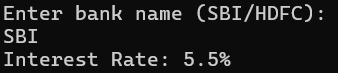 Enter bank name (SBI/HDFC):
SBI
Interest Rate: 5.5%